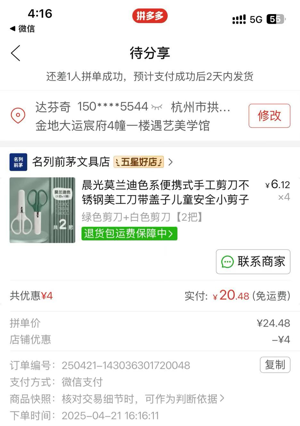 4:16
拼多多
5G
5
微信
待分享
还差1人拼单成功，预计支付成功后2天内发货
达芬奇 150****5544 杭州市拱...
金地大运宸府4幢一楼遇艺美学馆
修改
名列前茅
名列前茅文具店
五星好店
晨光莫兰迪色系便携式手工剪刀不
锈钢美工刀带盖子儿童安全小剪子
¥6.12
×4
绿色剪刀+白色剪刀【2把】
退货包运费保障中
共2把
联系商家
共优惠¥4
实付: ¥20.48 (免运费)
拼单价
¥24.48
店铺优惠
-¥4
订单编号: 250421-143036301720048
复制
支付方式: 微信支付
商品快照: 核对交易细节时，可作为判断依据
下单时间: 2025-04-21 16:16:11